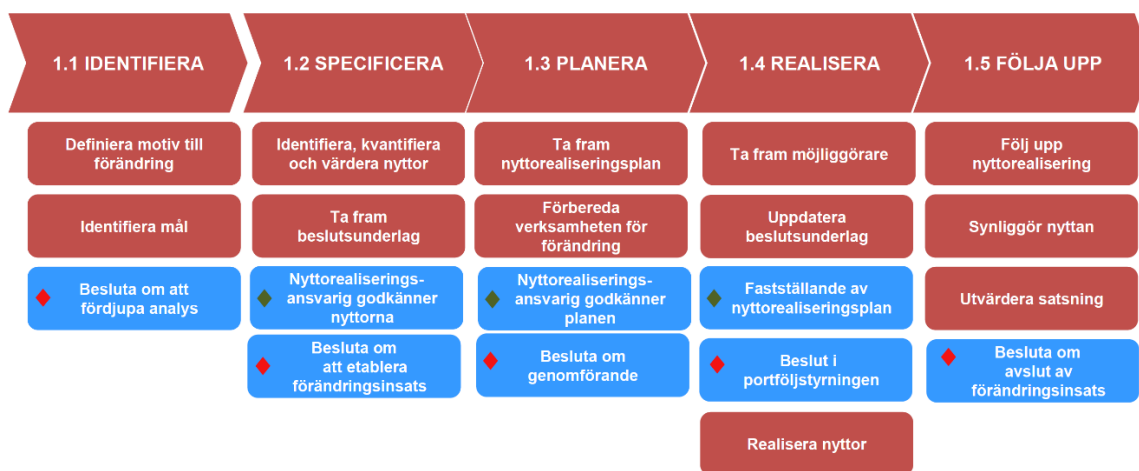 1.1 IDENTIFIERA
1.2 SPECIFICERA
1.3 PLANERA
1.4 REALISERA
1.5 FÖLJA UPP
Definiera motiv till
förändring
Identifiera mål
Besluta om att
fördjupa analys
Identifiera, kvantifiera
och värdera nyttor
Ta fram
beslutsunderlag
Nyttorealiserings-
ansvarig godkänner
nyttorna
Besluta om
att etablera
förändringsinsats
Ta fram
nyttorealiseringsplan
Förbereda
verksamheten för
förändring
Nyttorealiserings-
ansvarig godkänner
planen
Besluta om
genomförande
Ta fram möjliggörare
Uppdatera
beslutsunderlag
Fastställande av
nyttorealiseringsplan
Beslut i
portföljstyrningen
Realisera nyttor
Följ upp
nyttorealisering
Synliggör nyttan
Utvärdera satsning
Besluta om
avslut av
förändringsinsats